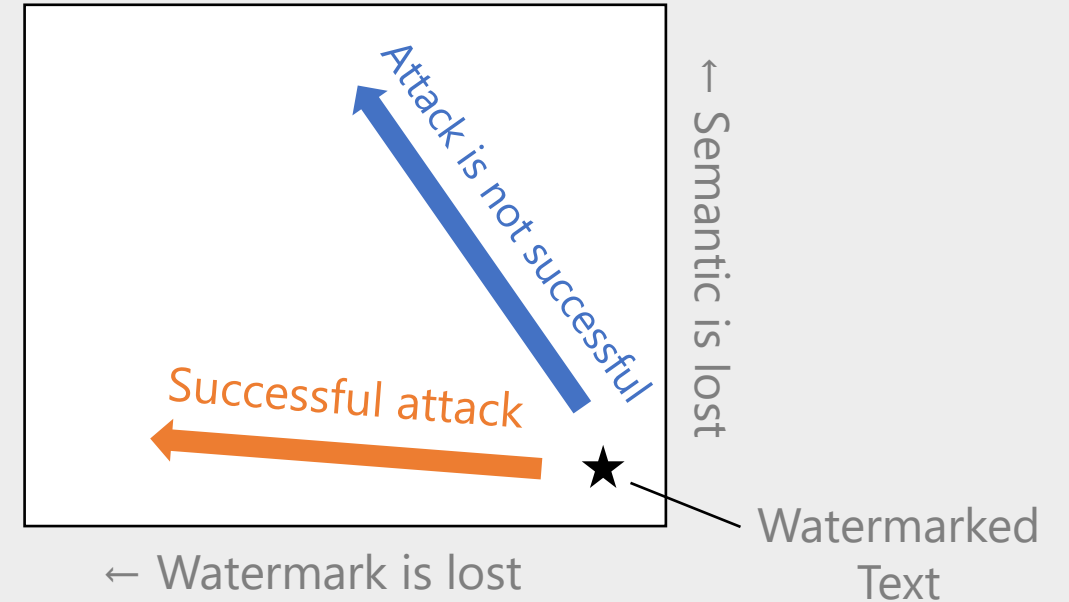 Attack is not successful
Successful attack
← Semantic is lost
← Watermark is lost
Watermarked
Text